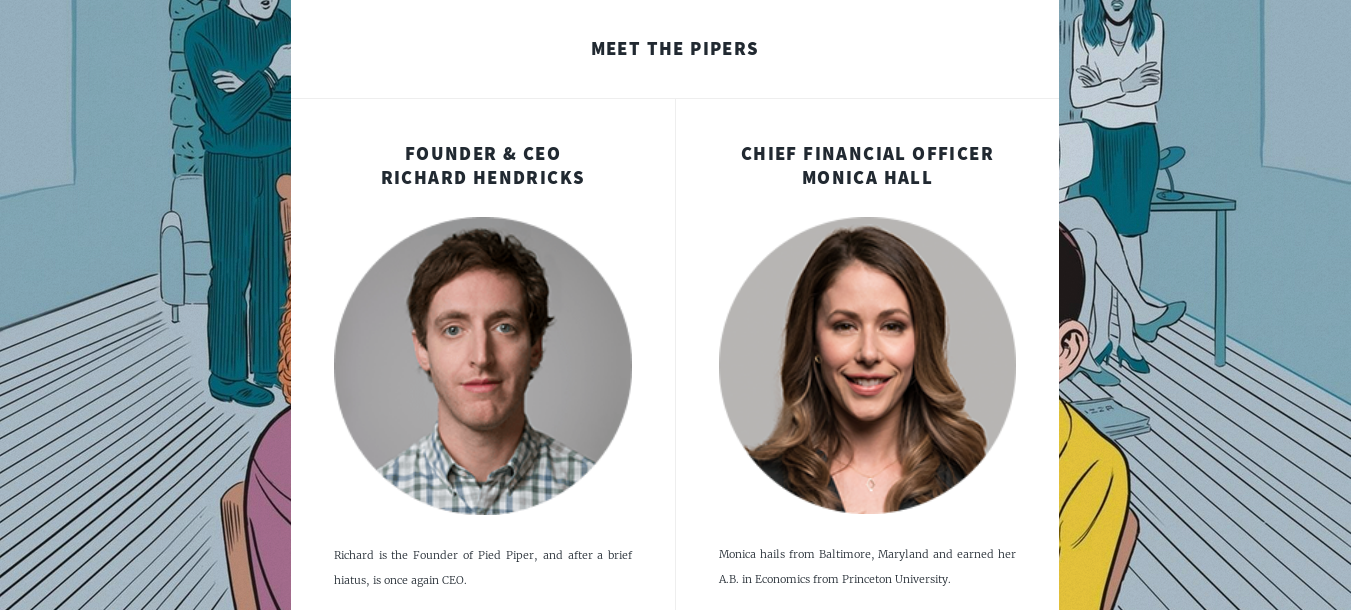 MEET THE PIPERS
FOUNDER & CEO
RICHARD HENDRICKS
Richard is the Founder of Pied Piper, and after a brief
hiatus, is once again CEO.
CHIEF FINANCIAL OFFICER
MONICA HALL
Monica hails from Baltimore, Maryland and earned her
A.B. in Economics from Princeton University.